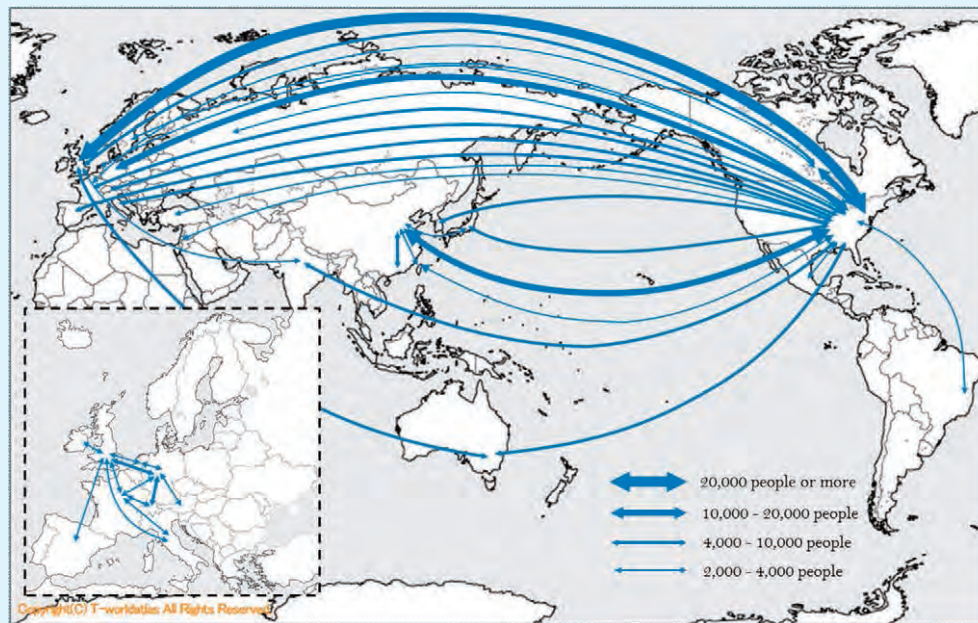 20,000 people or more
10,000 - 20,000 people
4,000 - 10,000 people
2,000 - 4,000 people
Copyright(C) T-worldatlas All Rights Reserved